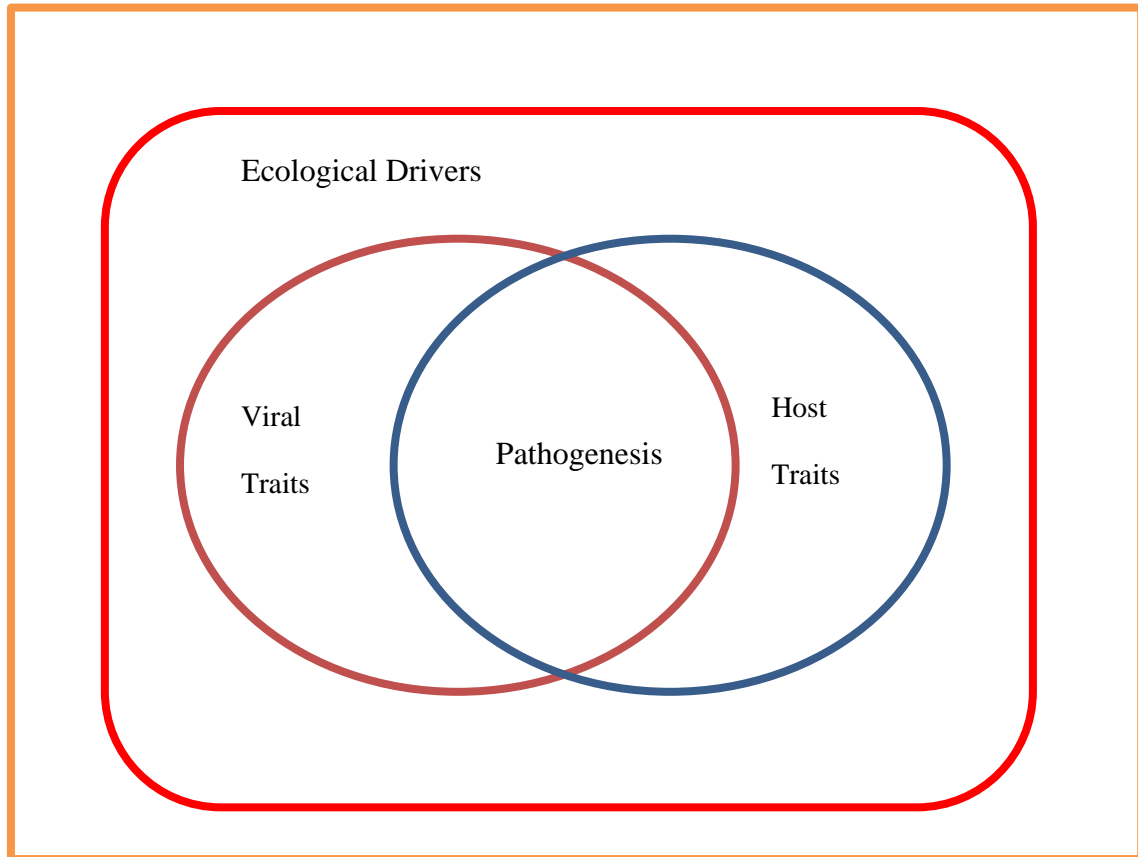 Ecological Drivers
Viral
Traits
Pathogenesis
Host
Traits